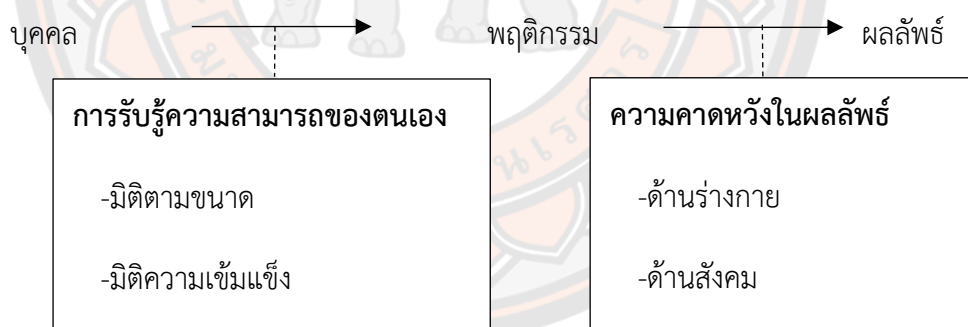 บุคคล พฤติกรรม ผลลัพธ์
การรับรู้ความสามารถของตนเอง
-มิติตามขนาด
-มิติความเข้มแข็ง
ความคาดหวังในผลลัพธ์
-ด้านร่างกาย
-ด้านสังคม